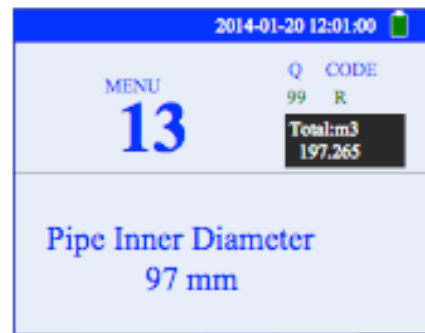 2014-01-20 12:01:00
MENU
13
Q CODE
99 R
Total:m3
197.265
Pipe Inner Diameter
97 mm